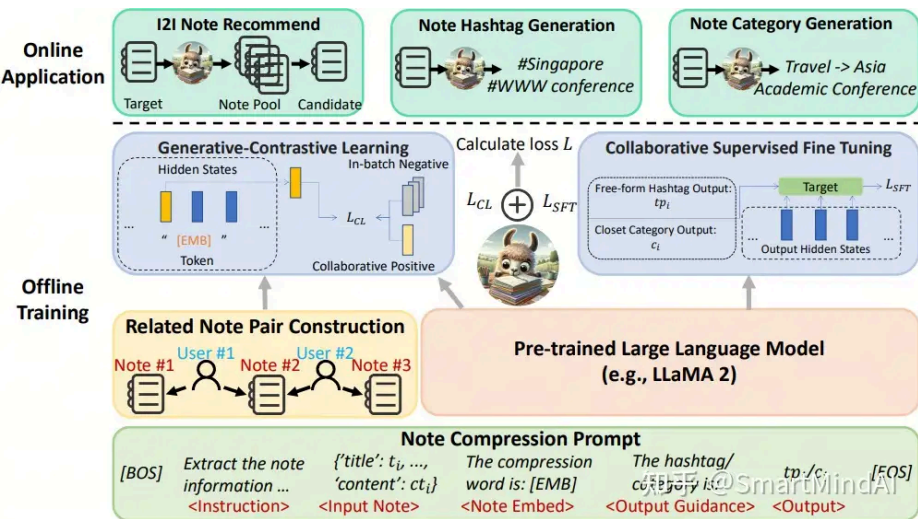 Online
Application
I2I Note Recommend
Target
Note Pool
Candidate
Note Hashtag Generation
#Singapore
#WWW conference
Note Category Generation
Travel -> Asia
Academic Conference
Offline
Training
Generative-Contrastive Learning
Hidden States
... “ [EMB] ” ...
Token
In-batch Negative
L_CL
Collaborative Positive
Calculate loss L
L_CL + L_SFT
Collaborative Supervised Fine Tuning
Free-form Hashtag Output:
tp_i
Closet Category Output:
c_i
Target
L_SFT
... ...
Output Hidden States
Related Note Pair Construction
User #1 User #2
Note #1 Note #2 Note #3
Pre-trained Large Language Model
(e.g., LLaMA 2)
Note Compression Prompt
[BOS]
Extract the note
information ...
<Instruction>
{'title': t_i, ...,
‘content’: ct_i}
<Input Note>
The compression
word is: [EMB]
<Note Embed>
The hashtag/
category is:
<Output Guidance>
<Output>
[EOS]
知乎 @SmartMindAI